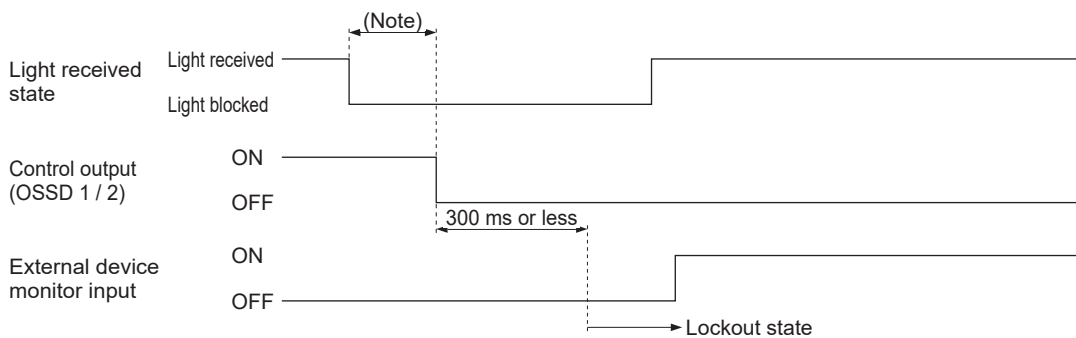 (Note)
Light received
state
Light received
Light blocked
Control output
(OSSD 1 / 2)
ON
OFF
300 ms or less
External device
monitor input
ON
OFF
Lockout state